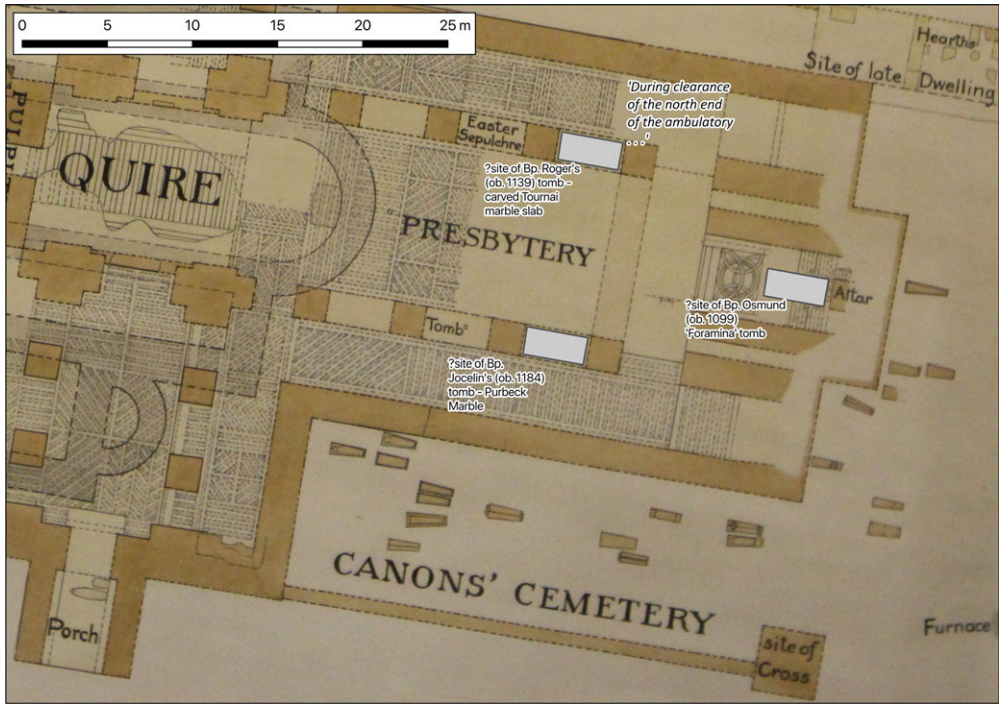 0 5 10 15 20 25 m
Hearths
Site of late
Dwelling
'During clearance
of the north end
of the ambulatory
. . .'
Easter
Sepulchre
QUIRE
?site of Bp. Roger's
(ob. 1139) tomb -
carved Tournai
marble slab
PRESBYTERY
Altar
?site of Bp. Osmund
(ob. 1099)
'Foramina' tomb
Tomb
?site of Bp.
Jocelin's (ob. 1184)
tomb - Purbeck
Marble
CANONS' CEMETERY
Porch
site of
Cross
Furnace